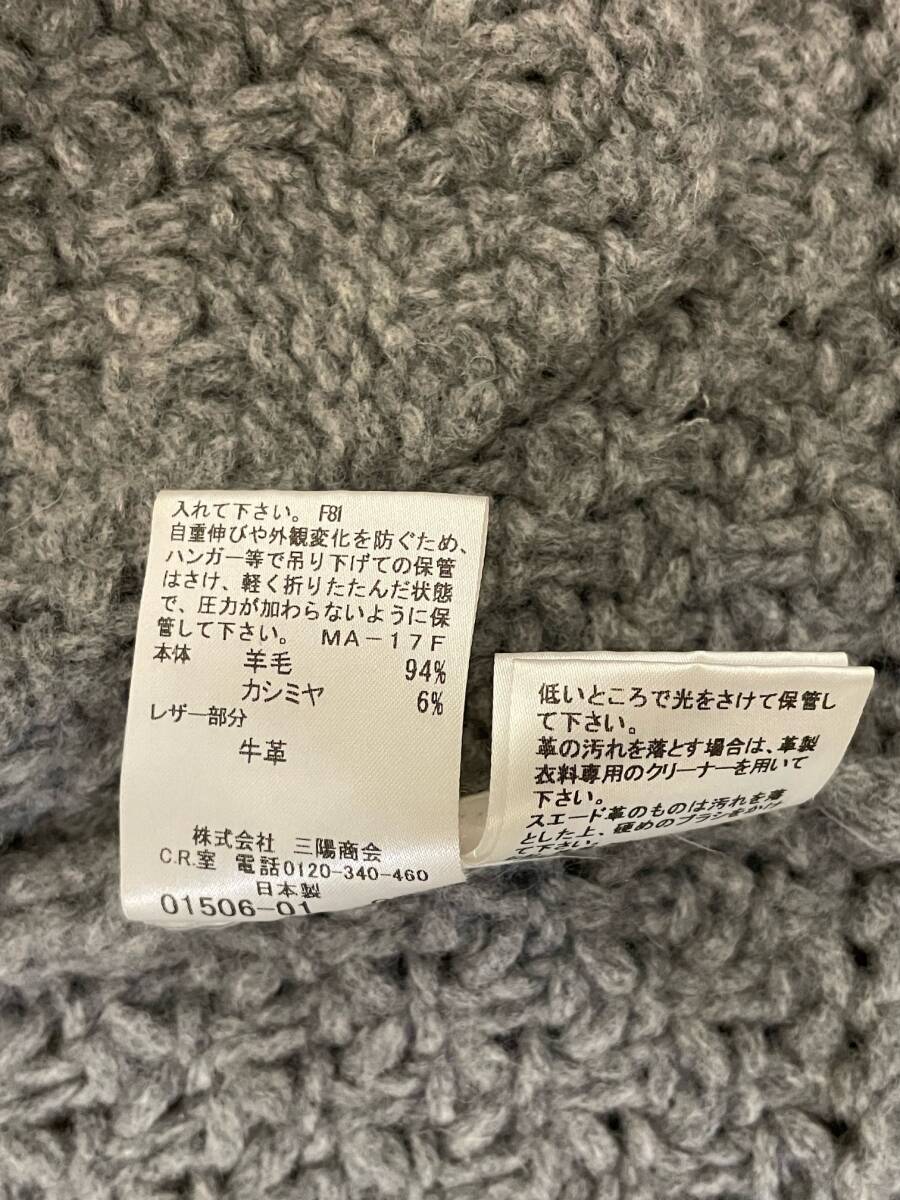 入れて下さい。 F81
自重伸びや外観変化を防ぐため、
ハンガー等で吊り下げての保管
はさけ、軽く折りたたんだ状態
で、圧力が加わらないように保
管して下さい。 MA-17F
本体 羊毛 94%
カシミヤ 6%
レザー部分
牛革
株式会社 三陽商会
C.R.室 電話0120-340-460
日本製
01506-01
低いところで光をさけて保管し
て下さい。
革の汚れを落とす場合は、革製
衣料専用のクリーナーを用いて
下さい。
スエード革のものは汚れを落
とした上、硬めのブラシをかけ
て下さい。